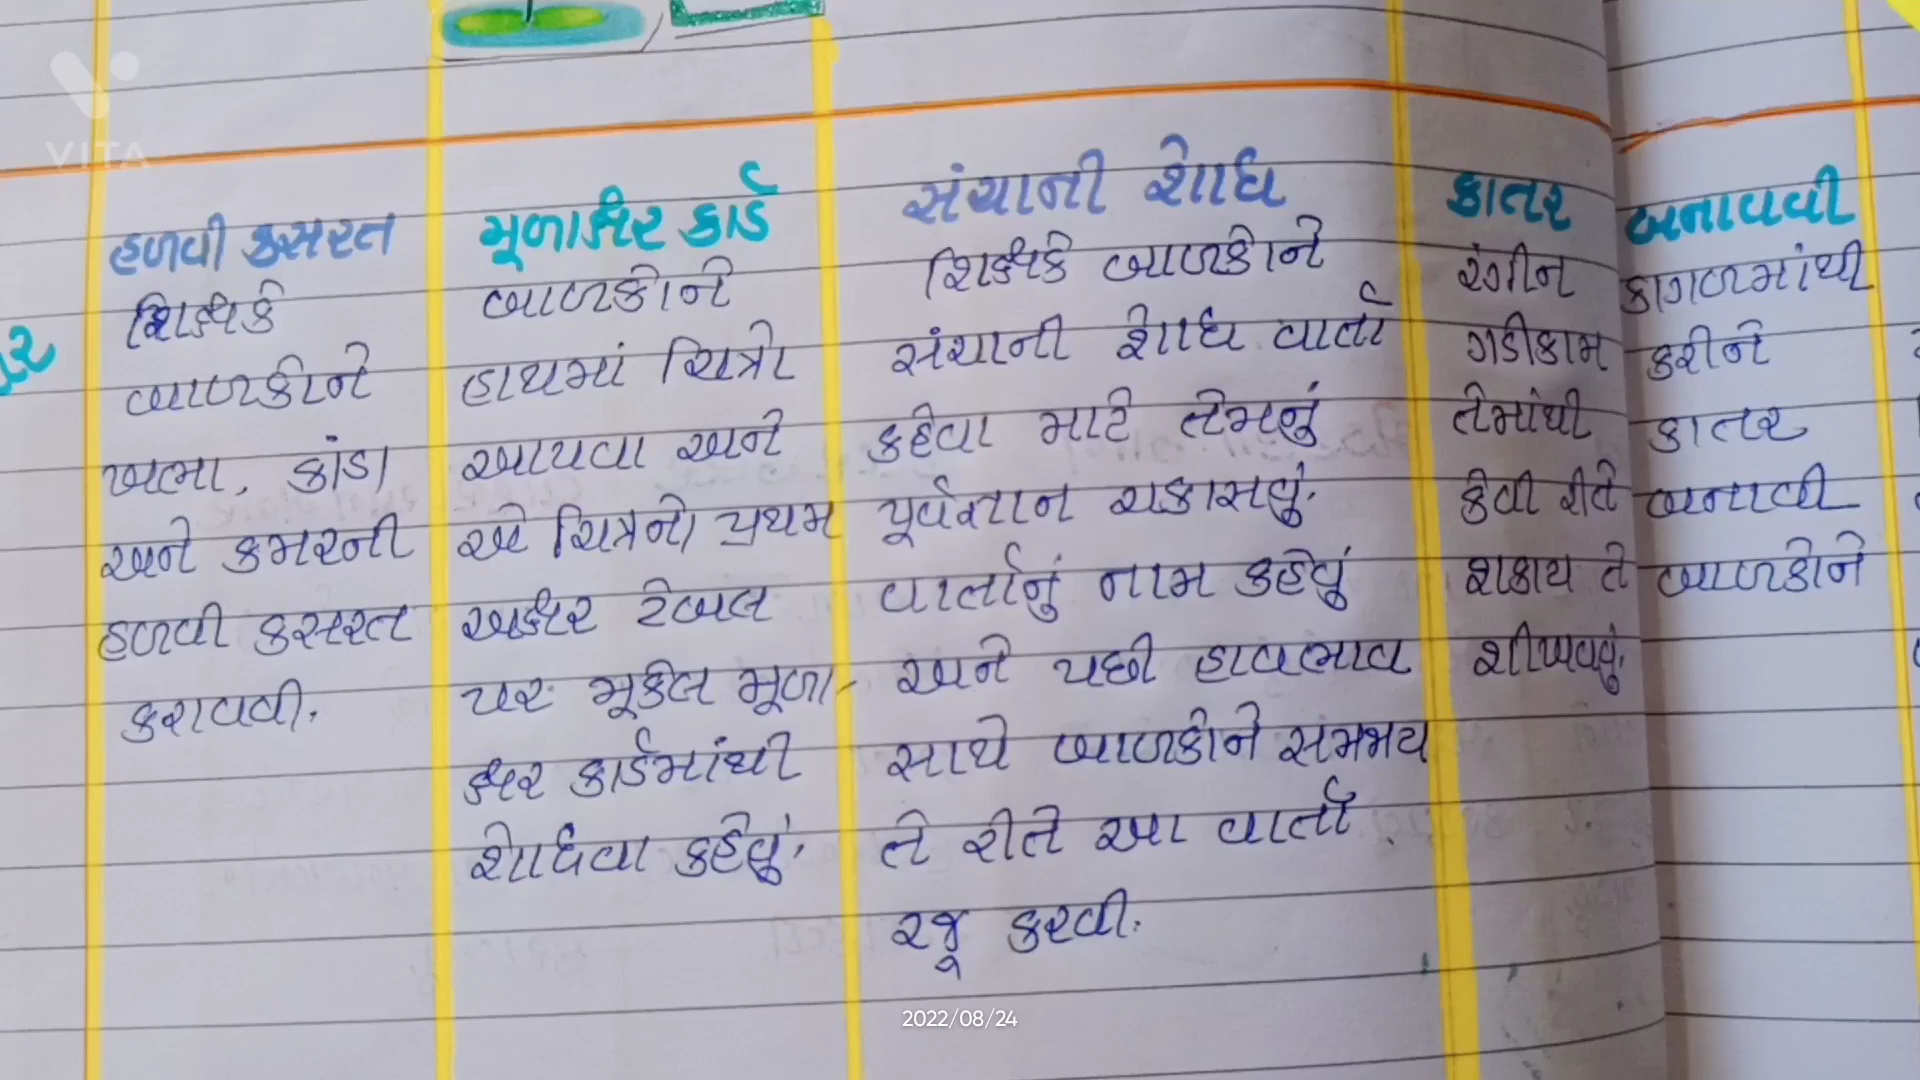 VITA
હળવી કસરત
શિક્ષકે
બાળકોને
ખભા, કાંડા
અને કમરની
હળવી કસરત
કરાવવી.
મૂળાક્ષર કાર્ડ
બાળકોને
હાથમાં ચિત્રો
આપવા અને
એ ચિત્રનો પ્રથમ
અક્ષર ટેબલ
પર મૂકેલ મૂળા-
ક્ષર કાર્ડમાંથી
શોધવા કહેવું.
સંચાની શોધ
શિક્ષકે બાળકોને
સંચાની શોધ વાર્તા
કહેવા માટે તેમનું
પૂર્વજ્ઞાન ચકાસવું.
વાર્તાનું નામ કહેવું
અને પછી હાવભાવ
સાથે બાળકોને સમજાય
તે રીતે આ વાર્તા
રજૂ કરવી.
કાતર બનાવવી
રંગીન કાગળમાંથી
ગડીકામ કરીને
તેમાંથી કાતર
કેવી રીતે બનાવી
શકાય તે બાળકોને
શીખવવું.
2022/08/24